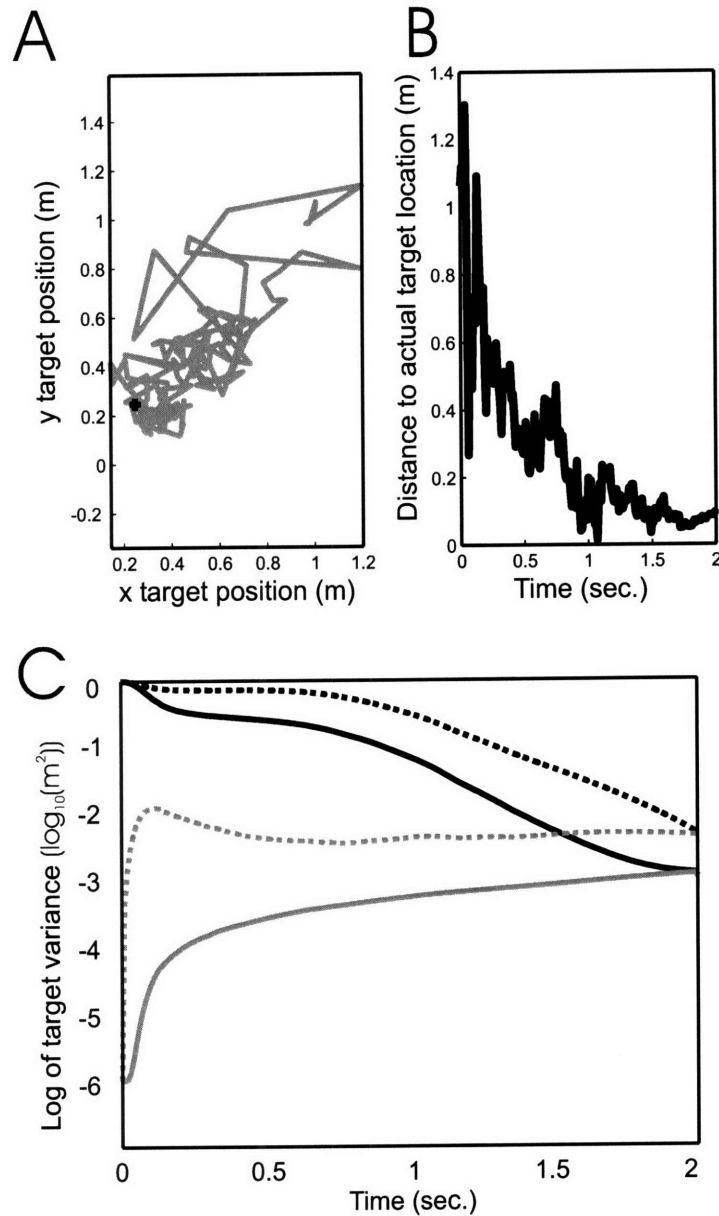 A
1.4
1.2
1
0.8
0.6
0.4
0.2
0
-0.2
y target position (m)
0.2 0.4 0.6 0.8 1 1.2
x target position (m)
B
1.4
1.2
1.0
0.8
0.6
0.4
0.2
0
Distance to actual target location (m)
0 0.5 1 1.5 2
Time (sec.)
C
0
-1
-2
-3
-4
-5
-6
Log of target variance (log₁₀(m²))
0 0.5 1 1.5 2
Time (sec.)